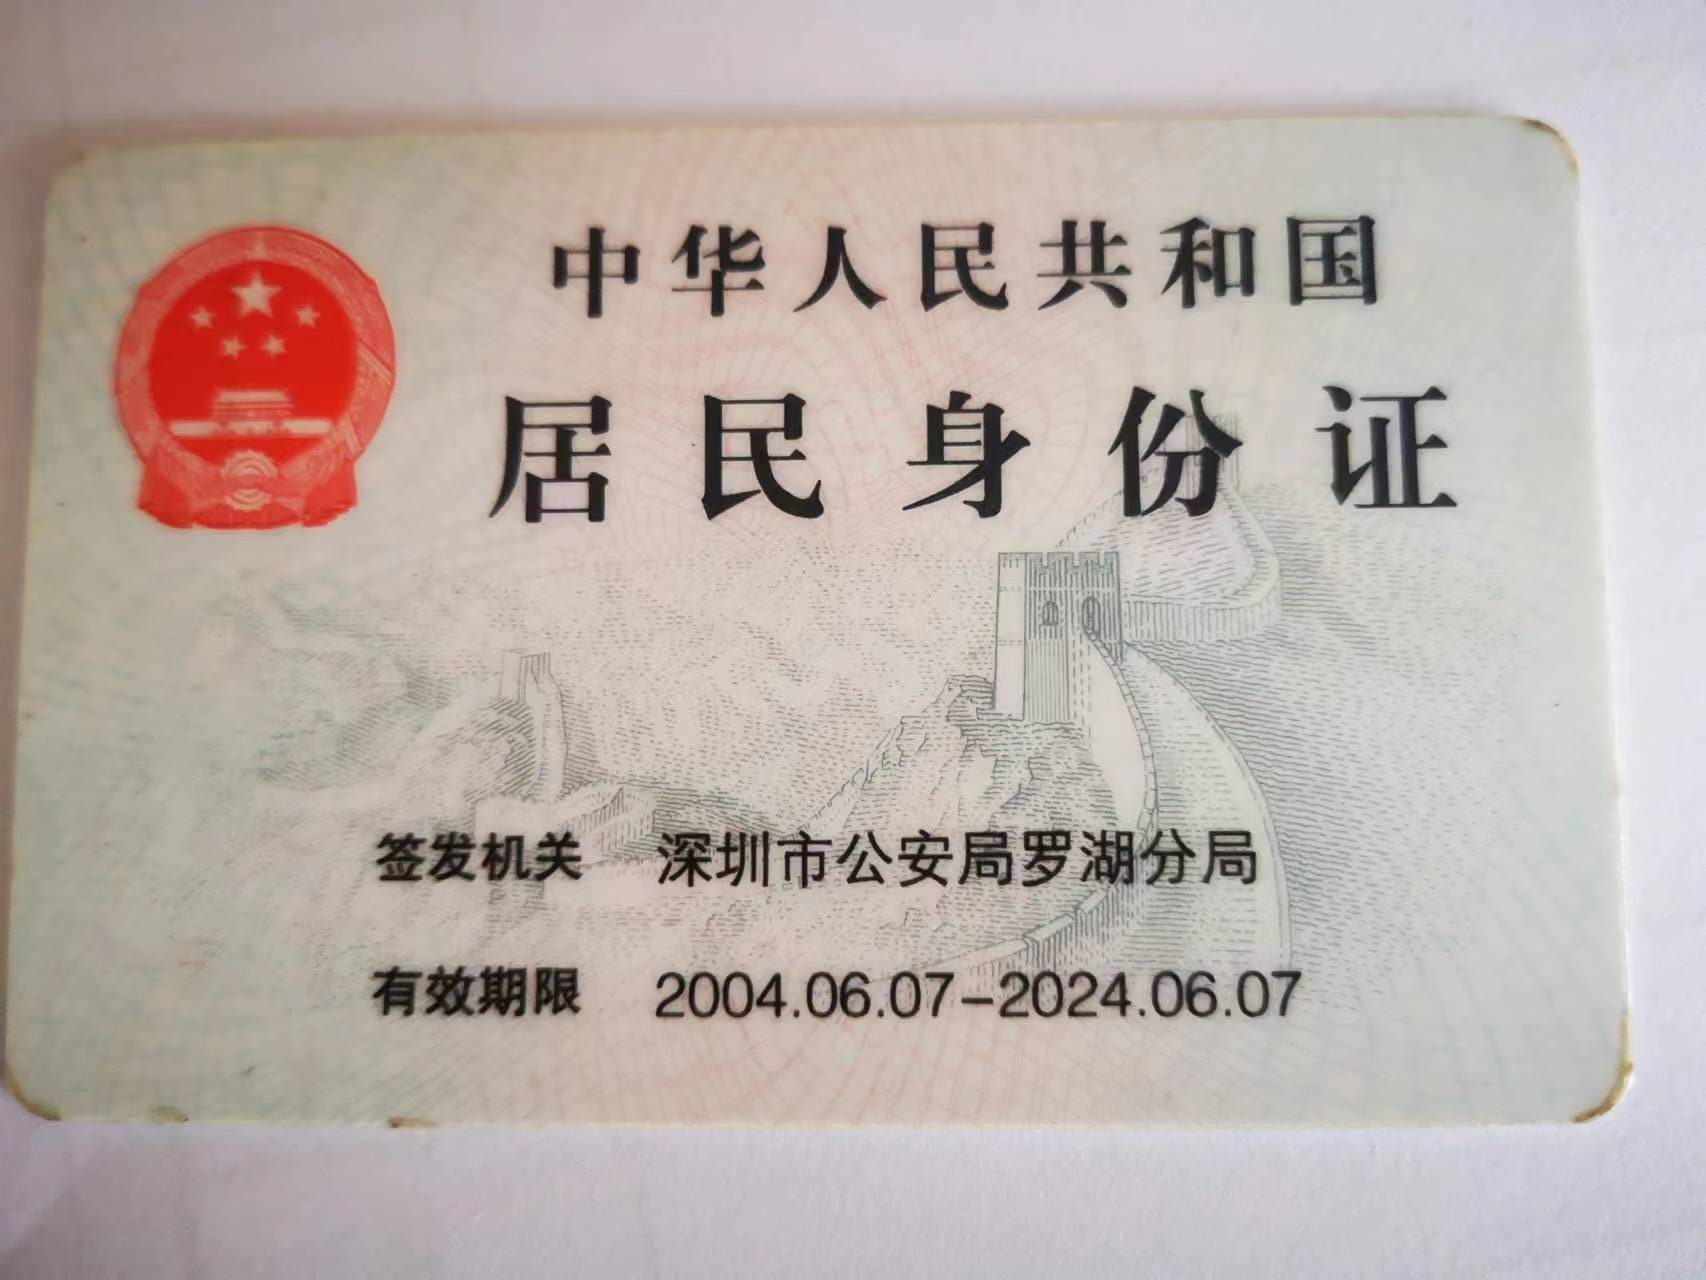 中华人民共和国
居民身份证
签发机关 深圳市公安局罗湖分局
有效期限 2004.06.07-2024.06.07